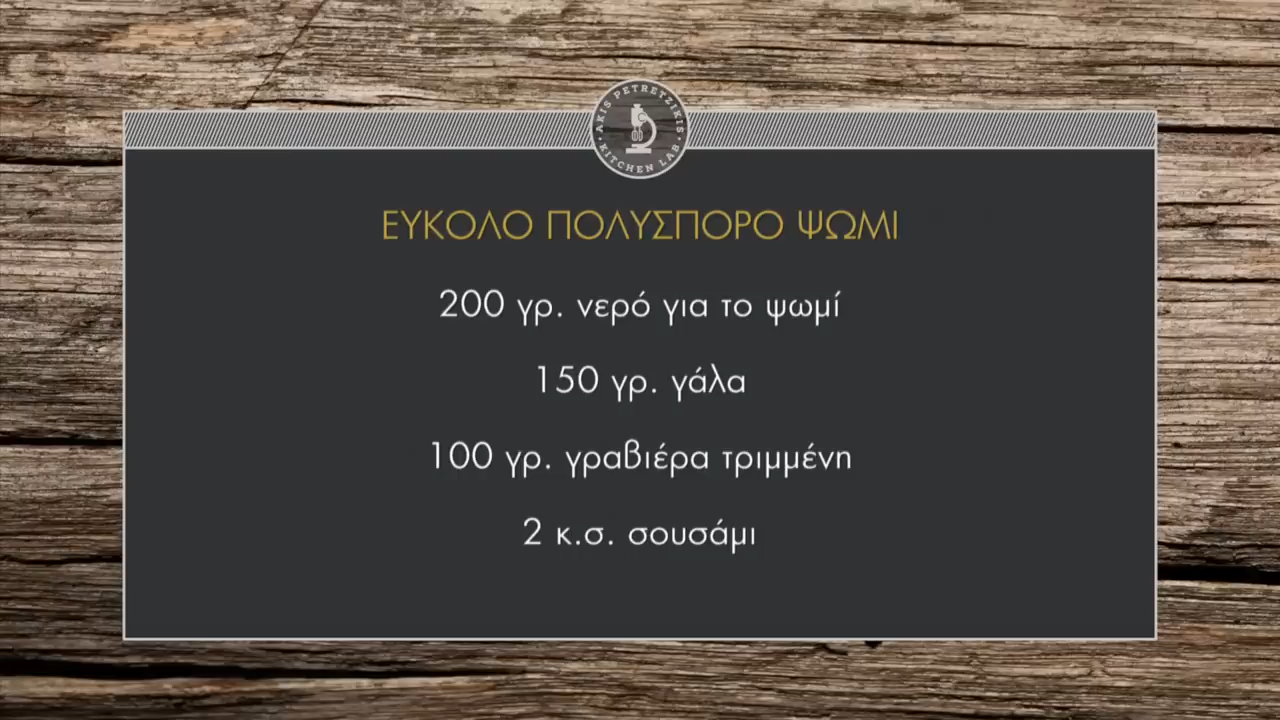 AKIS PETRETZIKIS
KITCHEN LAB
ΕΥΚΟΛΟ ΠΟΛΥΣΠΟΡΟ ΨΩΜΙ
200 γρ. νερό για το ψωμί
150 γρ. γάλα
100 γρ. γραβιέρα τριμμένη
2 κ.σ. σουσάμι